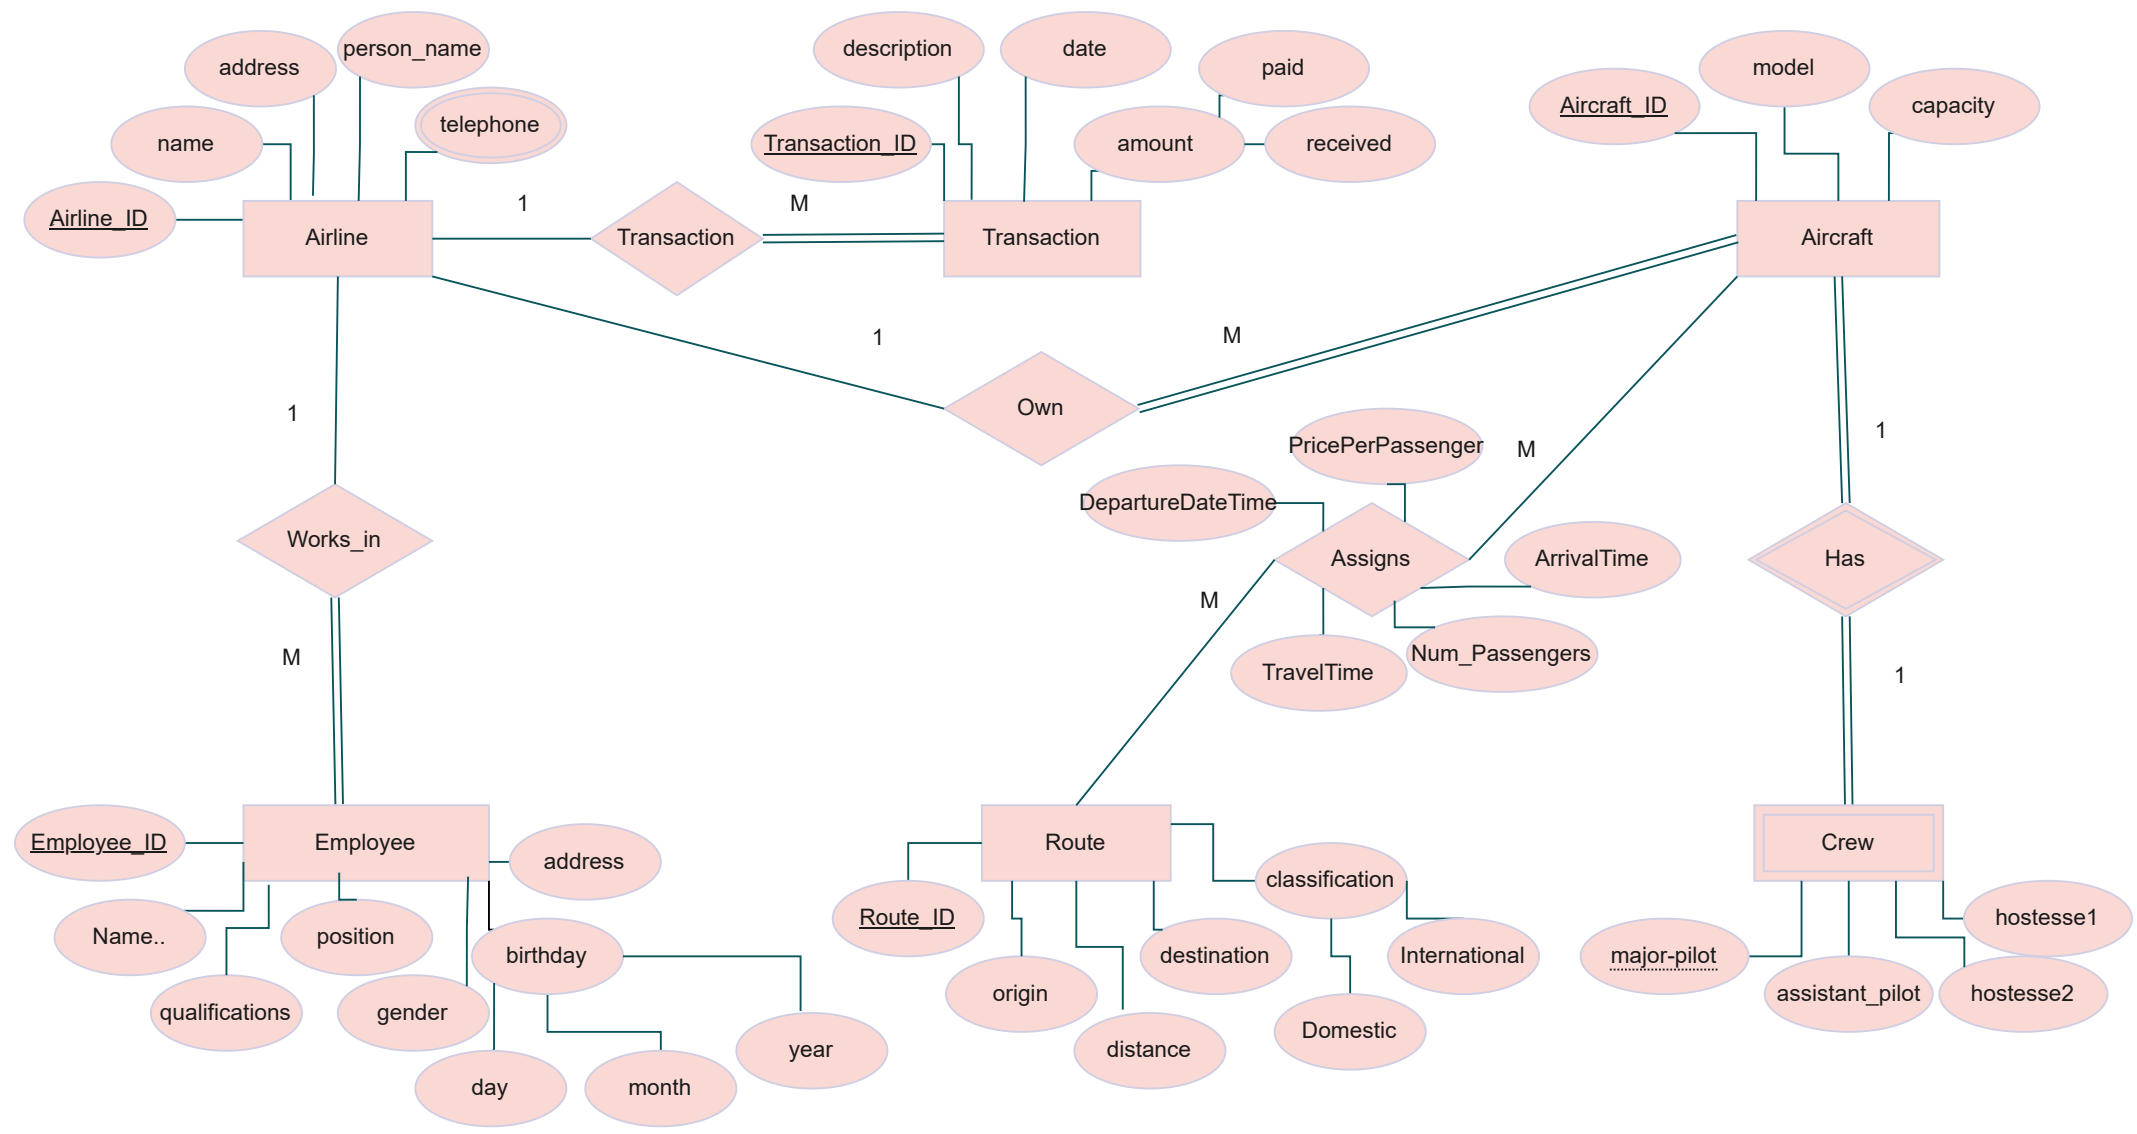 person_name
description
date
address
paid
model
Aircraft_ID
capacity
telephone
name
Transaction_ID
amount
received
Airline_ID
1
M
Airline
Transaction
Transaction
Aircraft
1
M
1
Own
1
PricePerPassenger
M
DepartureDateTime
Works_in
Assigns
ArrivalTime
Has
M
M
Num_Passengers
TravelTime
1
Employee_ID
Employee
address
Route
Crew
classification
Route_ID
hostesse1
Name..
position
birthday
destination
International
major-pilot
origin
assistant_pilot
hostesse2
qualifications
gender
Domestic
year
distance
day
month